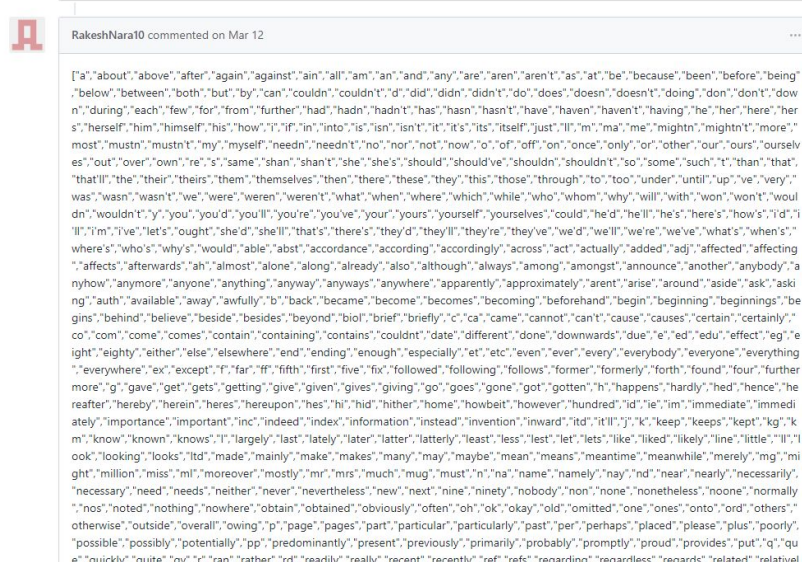 RakeshNara10 commented on Mar 12
...
["a","about","above","after","again","against","ain","all","am","an","and","any","are","aren","aren't","as","at","be","because","been","before","being"
,"below","between","both","but","by","can","couldn","couldn't","d","did","didn","didn't","do","does","doesn","doesn't","doing","don","don't","dow
n","during","each","few","for","from","further","had","hadn","hadn't","has","hasn","hasn't","have","haven","haven't","having","he","her","here","her
s","herself","him","himself","his","how","i","if","in","into","is","isn","isn't","it","it's","its","itself","just","ll","m","ma","me","mightn","mightn't","more","
most","mustn","mustn't","my","myself","needn","needn't","no","nor","not","now","o","of","off","on","once","only","or","other","our","ours","ourselv
es","out","over","own","re","s","same","shan","shan't","she","she's","should","should've","shouldn","shouldn't","so","some","such","t","than","that",
"that'll","the","their","theirs","them","themselves","then","there","these","they","this","those","through","to","too","under","until","up","ve","very","
was","wasn","wasn't","we","were","weren","weren't","what","when","where","which","while","who","whom","why","will","with","won","won't","woul
dn","wouldn't","y","you","you'd","you'll","you're","you've","your","yours","yourself","yourselves","could","he'd","he'll","he's","here's","how's","i'd","i
'll","i'm","i've","let's","ought","she'd","she'll","that's","there's","they'd","they'll","they're","they've","we'd","we'll","we're","we've","what's","when's","
where's","who's","why's","would","able","abst","accordance","according","accordingly","across","act","actually","added","adj","affected","affecting
","affects","afterwards","ah","almost","alone","along","already","also","although","always","among","amongst","announce","another","anybody","a
nyhow","anymore","anyone","anything","anyway","anyways","anywhere","apparently","approximately","arent","arise","around","aside","ask","aski
ng","auth","available","away","awfully","b","back","became","become","becomes","becoming","beforehand","begin","beginning","beginnings","be
gins","behind","believe","beside","besides","beyond","biol","brief","briefly","c","ca","came","cannot","can't","cause","causes","certain","certainly","
co","com","come","comes","contain","containing","contains","couldnt","date","different","done","downwards","due","e","ed","edu","effect","eg","e
ight","eighty","either","else","elsewhere","end","ending","enough","especially","et","etc","even","ever","every","everybody","everyone","everything
","everywhere","ex","except","f","far","ff","fifth","first","five","fix","followed","following","follows","former","formerly","forth","found","four","further
more","g","gave","get","gets","getting","give","given","gives","giving","go","goes","gone","got","gotten","h","happens","hardly","hed","hence","he
reafter","hereby","herein","heres","hereupon","hes","hi","hid","hither","home","howbeit","however","hundred","id","ie","im","immediate","immedi
ately","importance","important","inc","indeed","index","information","instead","invention","inward","itd","it'll","j","k","keep","keeps","kept","kg","k
m","know","known","knows","l","largely","last","lately","later","latter","latterly","least","less","lest","let","lets","like","liked","likely","line","little","'ll","l
ook","looking","looks","ltd","made","mainly","make","makes","many","may","maybe","mean","means","meantime","meanwhile","merely","mg","mi
ght","million","miss","ml","moreover","mostly","mr","mrs","much","mug","must","n","na","name","namely","nay","nd","near","nearly","necessarily",
"necessary","need","needs","neither","never","nevertheless","new","next","nine","ninety","nobody","non","none","nonetheless","noone","normally
","nos","noted","nothing","nowhere","obtain","obtained","obviously","often","oh","ok","okay","old","omitted","one","ones","onto","ord","others","
otherwise","outside","overall","owing","p","page","pages","part","particular","particularly","past","per","perhaps","placed","please","plus","poorly",
"possible","possibly","potentially","pp","predominantly","present","previously","primarily","probably","promptly","proud","provides","put","q","qu
e","quickly","quite","qv","r","ran","rather","rd","readily","really","recent","recently","ref","refs","regarding","regardless","regards","related","relativel